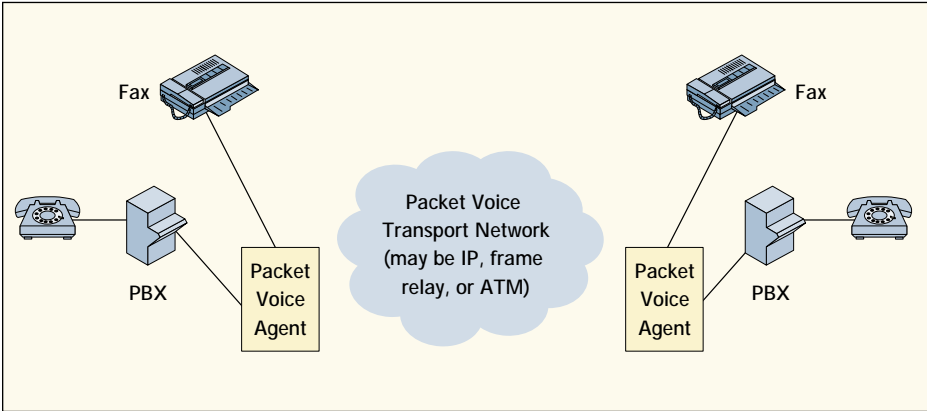 Fax
Fax
Packet Voice
Transport Network
(may be IP, frame
relay, or ATM)
PBX
Packet
Voice
Agent
Packet
Voice
Agent
PBX